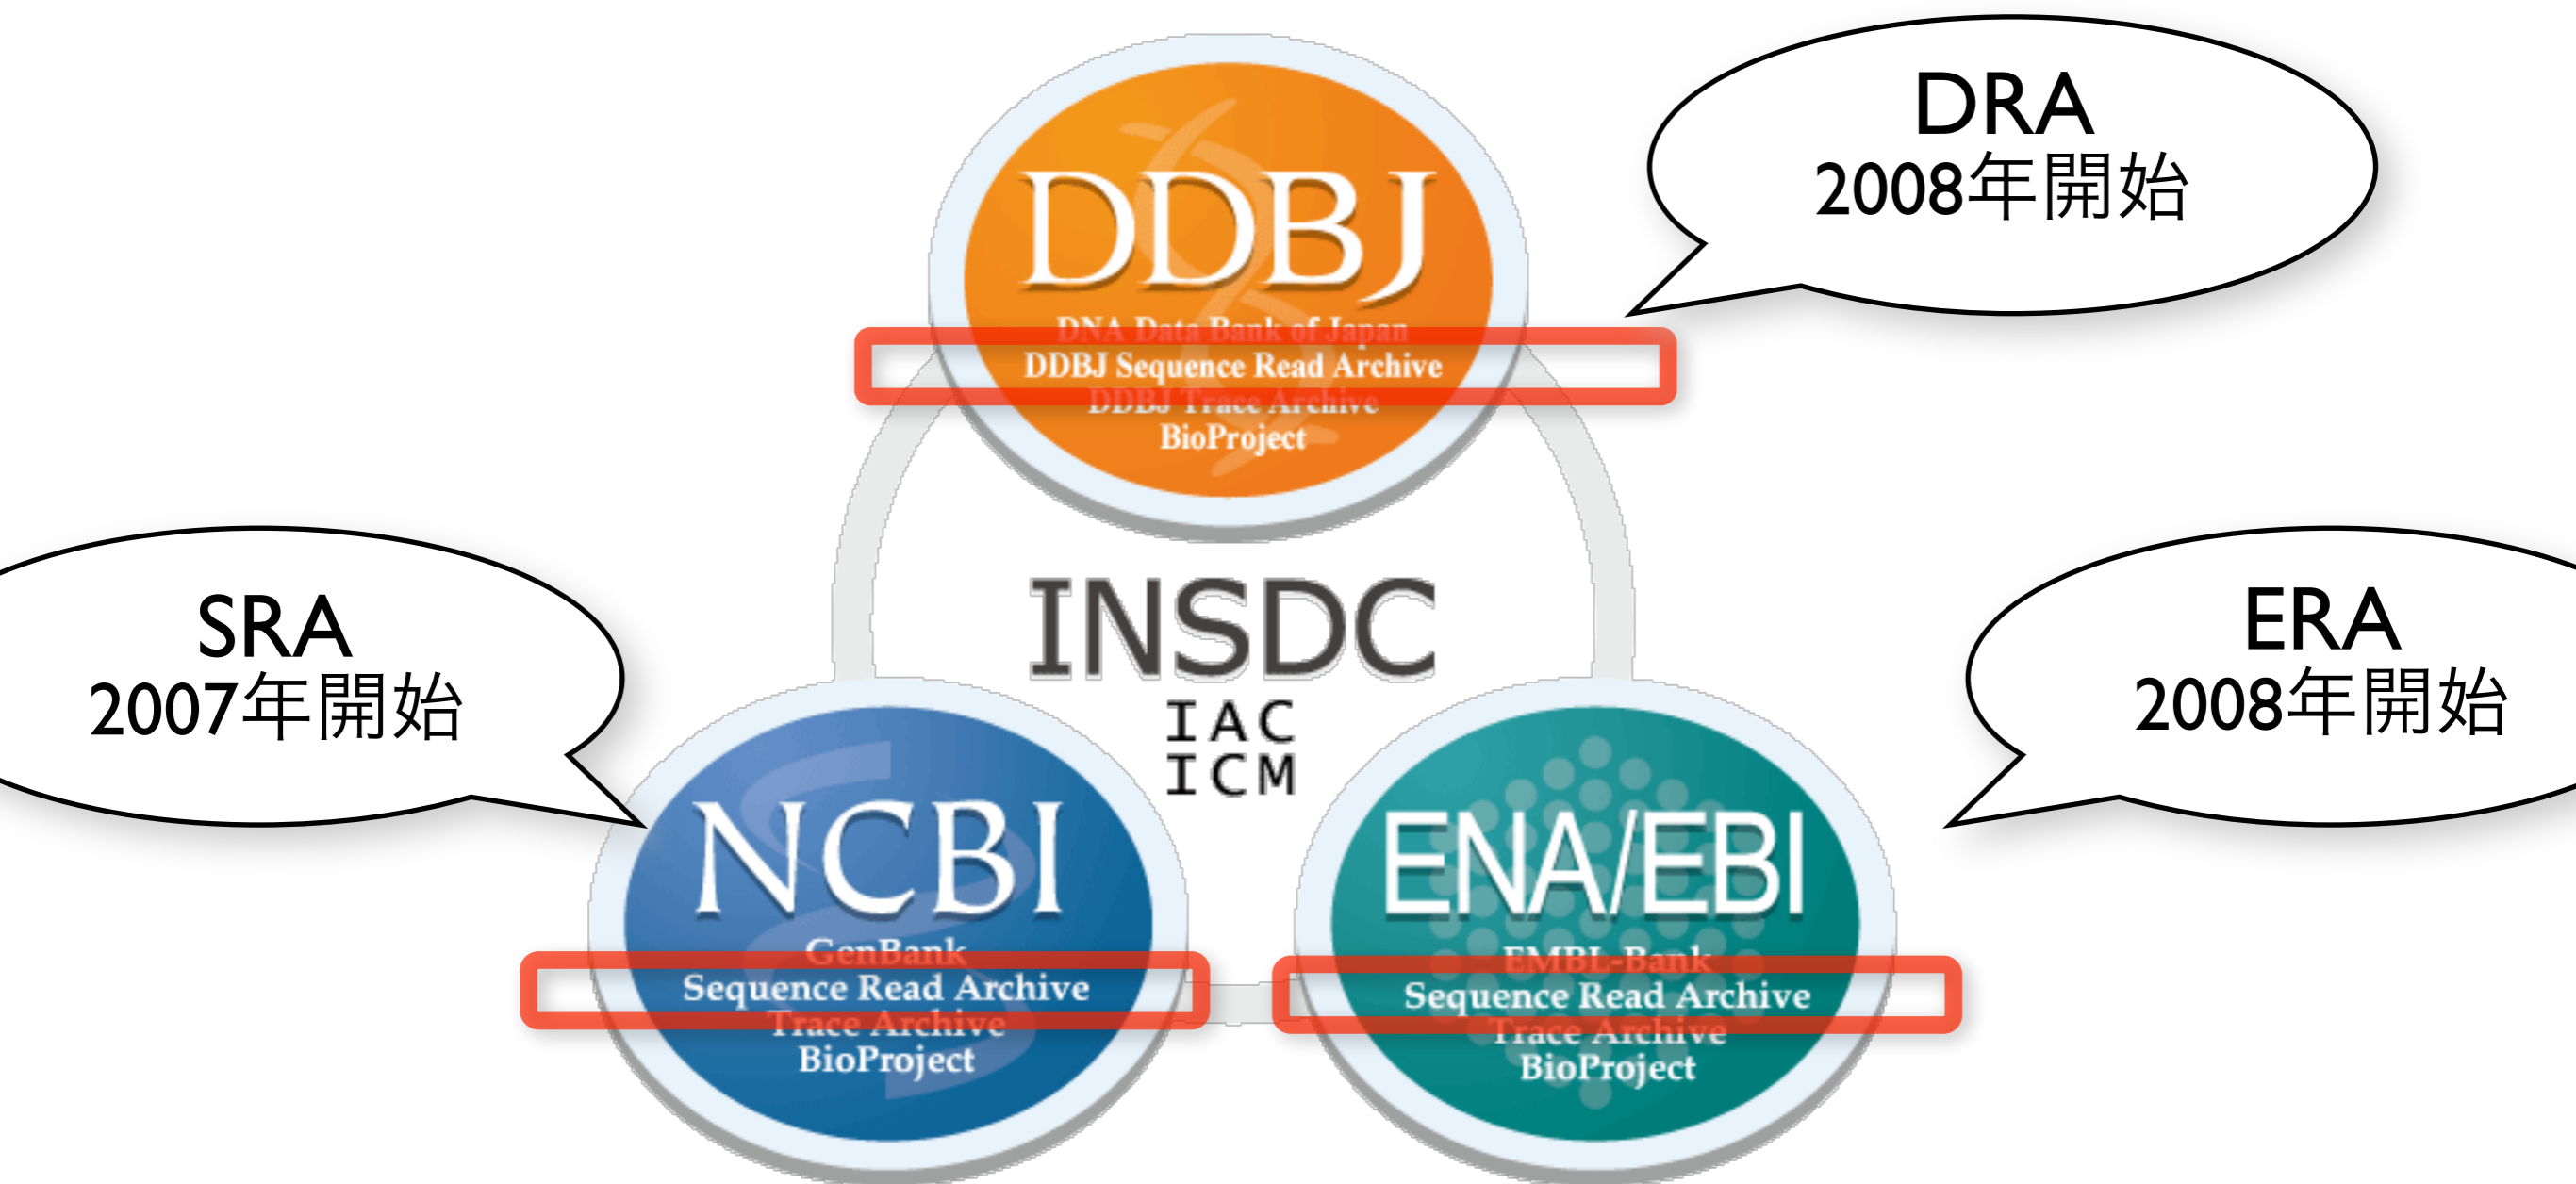 DRA
2008年開始
DDBJ
DNA Data Bank of Japan
DDBJ Sequence Read Archive
DDBJ Trace Archive
BioProject
SRA
2007年開始
INSDC
IAC
ICM
ERA
2008年開始
NCBI
GenBank
Sequence Read Archive
Trace Archive
BioProject
ENA/EBI
EMBL-Bank
Sequence Read Archive
Trace Archive
BioProject